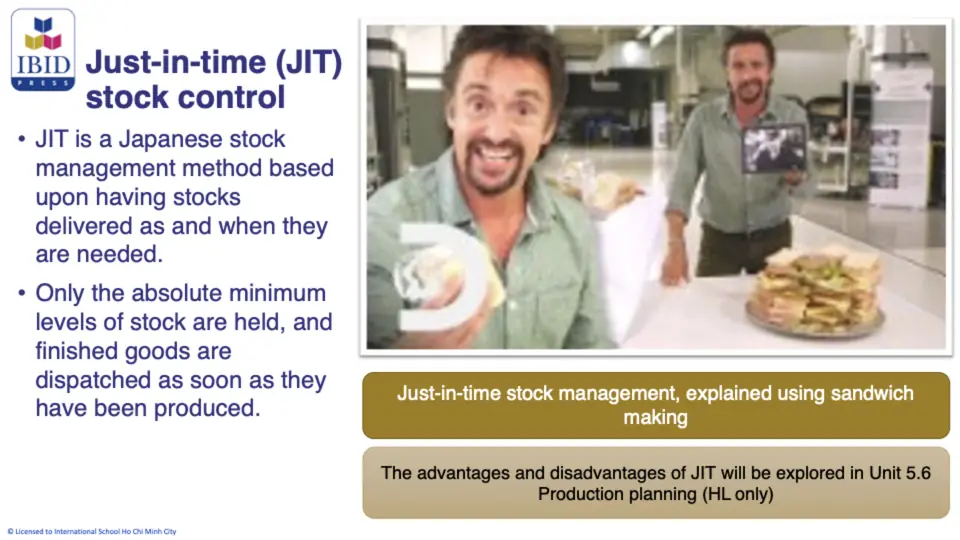 IBID
PRESS
Just-in-time (JIT)
stock control
• JIT is a Japanese stock
management method based
upon having stocks
delivered as and when they
are needed.
• Only the absolute minimum
levels of stock are held, and
finished goods are
dispatched as soon as they
have been produced.
Just-in-time stock management, explained using sandwich
making
The advantages and disadvantages of JIT will be explored in Unit 5.6
Production planning (HL only)
© Licensed to International School Ho Chi Minh City